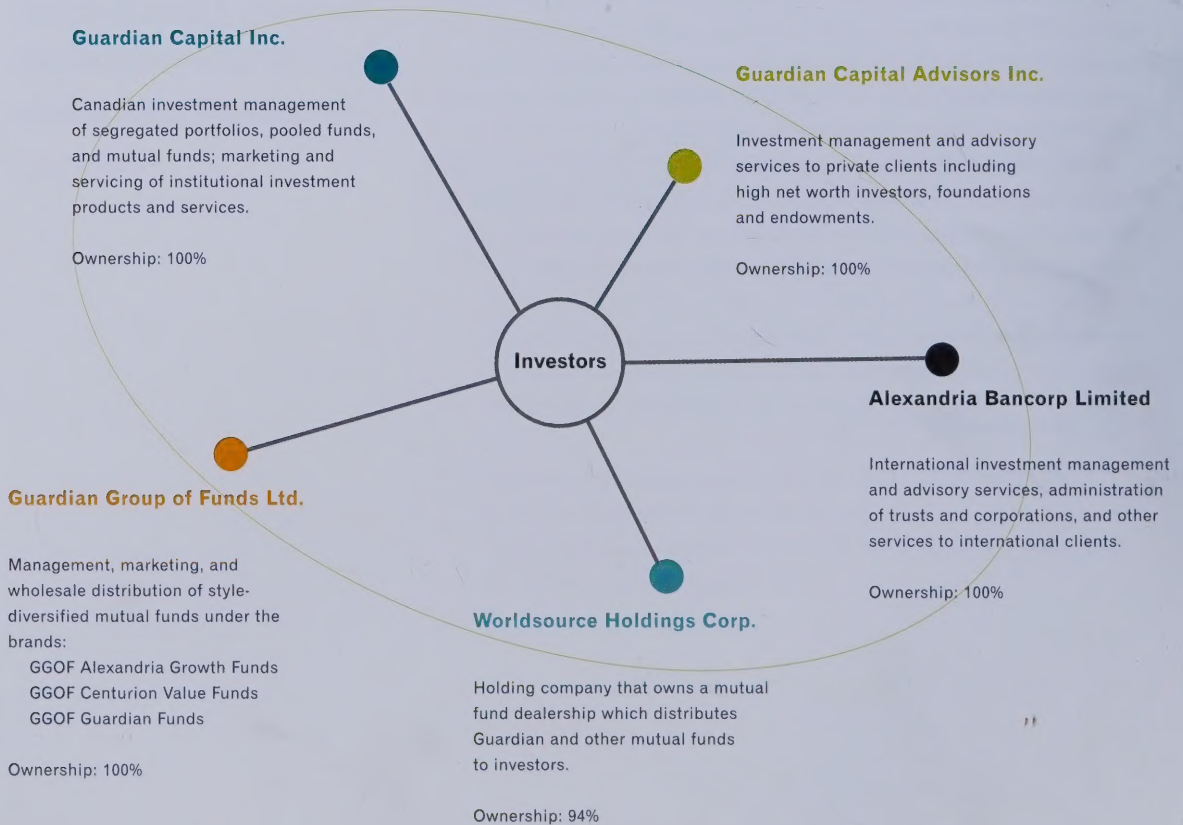 Guardian Capital Inc.
Canadian investment management
of segregated portfolios, pooled funds,
and mutual funds; marketing and
servicing of institutional investment
products and services.
Ownership: 100%
Guardian Capital Advisors Inc.
Investment management and advisory
services to private clients including
high net worth investors, foundations
and endowments.
Ownership: 100%
Investors
Alexandria Bancorp Limited
International investment management
and advisory services, administration
of trusts and corporations, and other
services to international clients.
Ownership: 100%
Guardian Group of Funds Ltd.
Management, marketing, and
wholesale distribution of style-
diversified mutual funds under the
brands:
GGOF Alexandria Growth Funds
GGOF Centurion Value Funds
GGOF Guardian Funds
Ownership: 100%
Worldsource Holdings Corp.
Holding company that owns a mutual
fund dealership which distributes
Guardian and other mutual funds
to investors.
Ownership: 94%